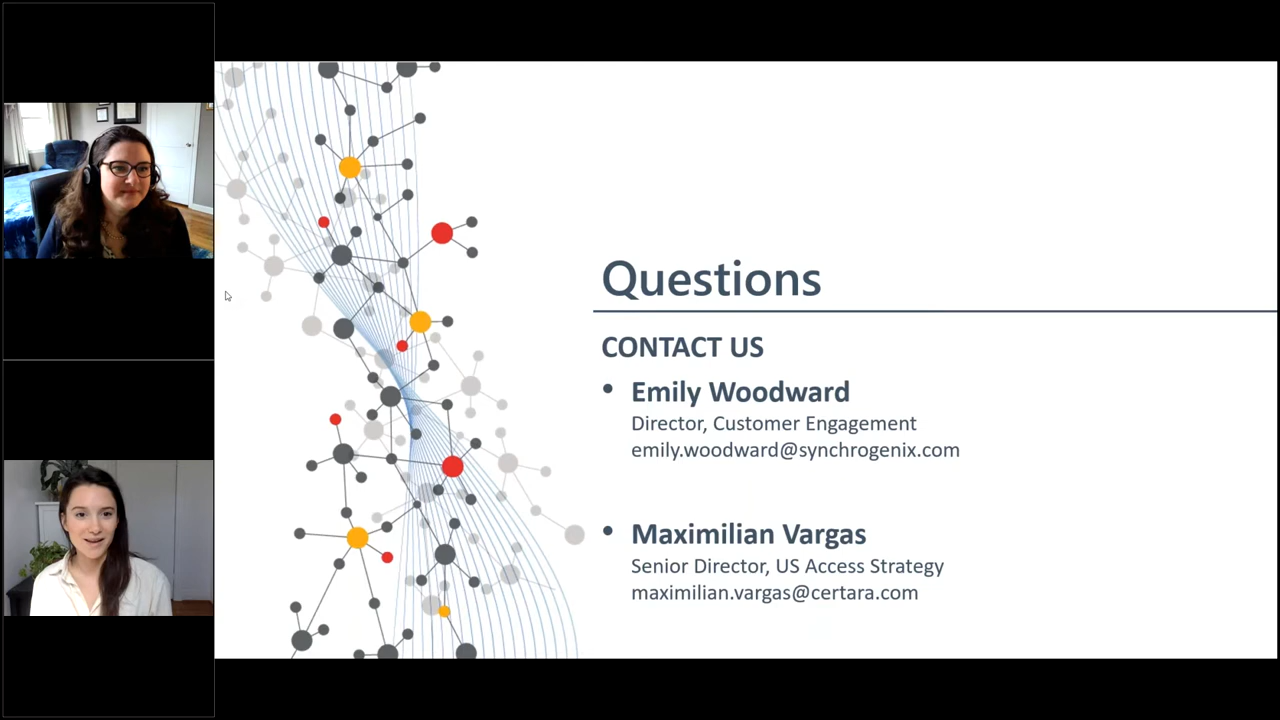 Questions
CONTACT US
• Emily Woodward
Director, Customer Engagement
emily.woodward@synchrogenix.com
• Maximilian Vargas
Senior Director, US Access Strategy
maximilian.vargas@certara.com